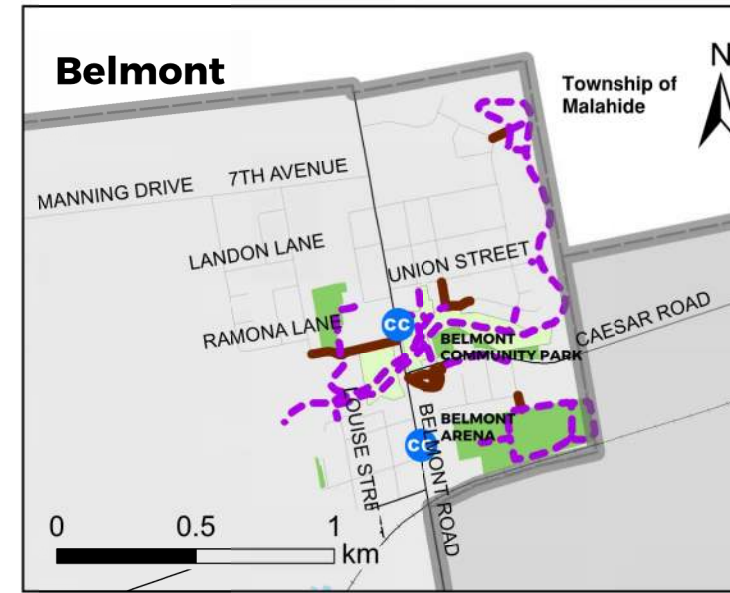 Belmont
N
Township of
Malahide
MANNING DRIVE
7TH AVENUE
LANDON LANE
UNION STREET
RAMONA LANE
CC
CAESAR ROAD
BELMONT
COMMUNITY PARK
LOUISE STRE
BELMONT ROAD
BELMONT
ARENA
CC
0 0.5 1
km